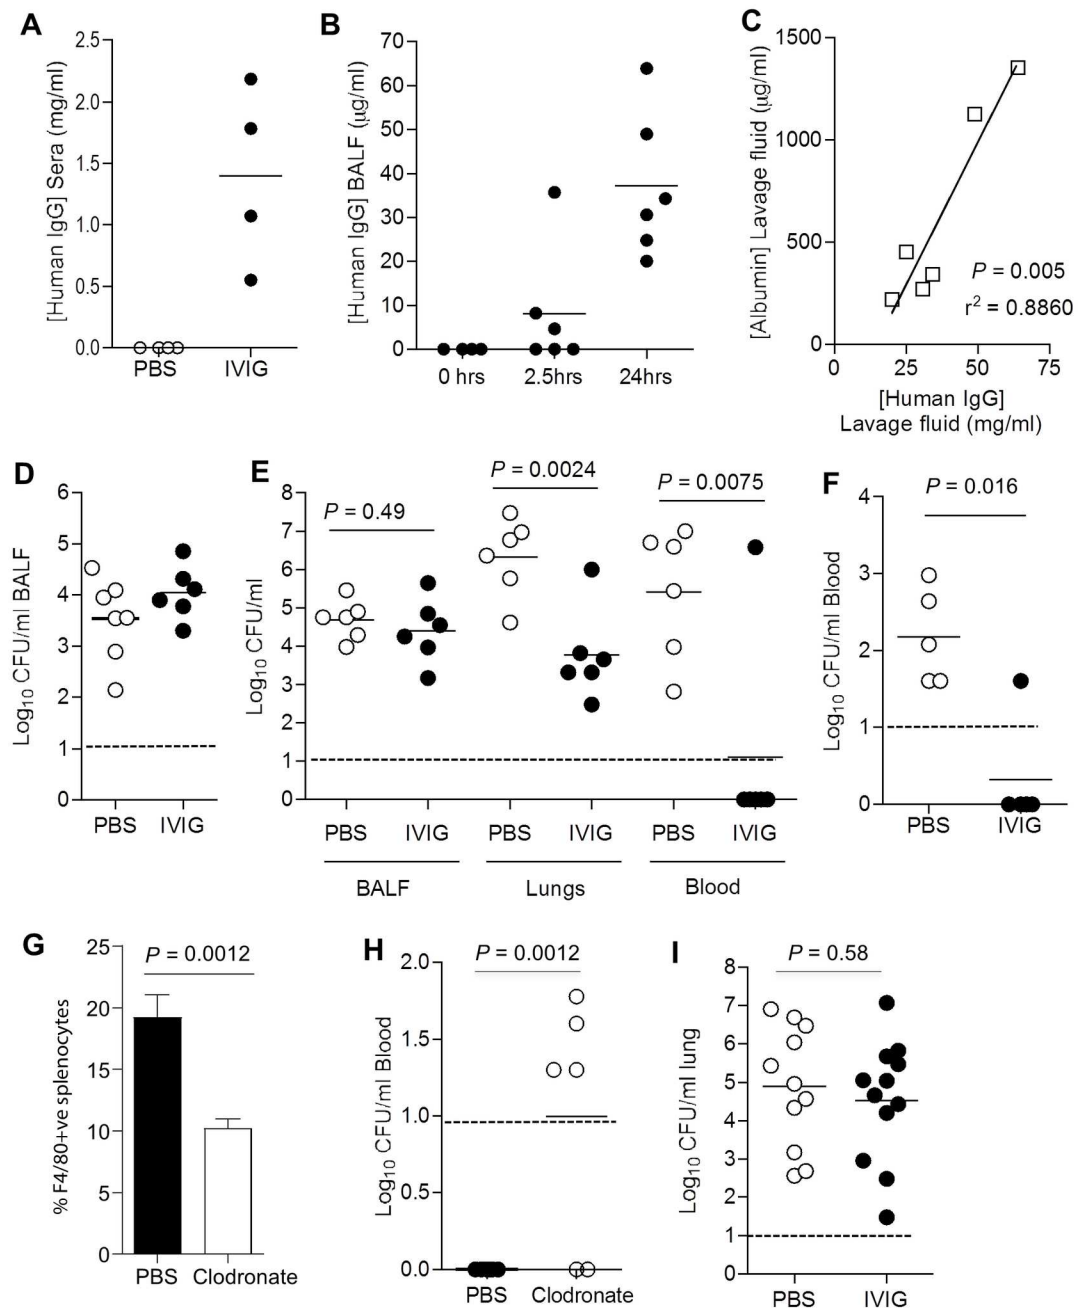 A
[Human IgG] Sera (mg/ml)
2.5
2.0
1.5
1.0
0.5
0.0
PBS IVIG
B
[Human IgG] BALF (μg/ml)
70
60
50
40
30
20
10
0
0 hrs 2.5hrs 24hrs
C
[Albumin] Lavage fluid (μg/ml)
1500
1000
500
0
P = 0.005
r² = 0.8860
0 25 50 75
[Human IgG]
Lavage fluid (mg/ml)
D
Log₁₀ CFU/ml BALF
6
5
4
3
2
1
0
PBS IVIG
E
Log₁₀ CFU/ml
8
7
6
5
4
3
2
1
0
P = 0.49
P = 0.0024
P = 0.0075
PBS IVIG PBS IVIG PBS IVIG
BALF Lungs Blood
F
Log₁₀ CFU/ml Blood
4
3
2
1
0
P = 0.016
PBS IVIG
G
% F4/80+ve splenocytes
25
20
15
10
5
0
P = 0.0012
PBS Clodronate
H
Log₁₀ CFU/ml Blood
2.0
1.5
1.0
0.5
0.0
P = 0.0012
PBS Clodronate
I
Log₁₀ CFU/ml lung
8
7
6
5
4
3
2
1
0
P = 0.58
PBS IVIG